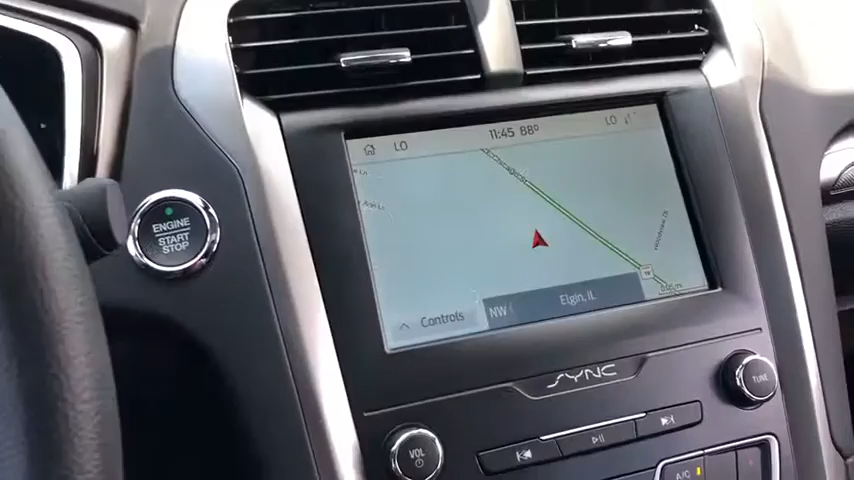 LO
11:45 88°
LO
ENGINE
START
STOP
NW
Elgin, IL
Controls
SYNC
VOL
TUNE
A/C